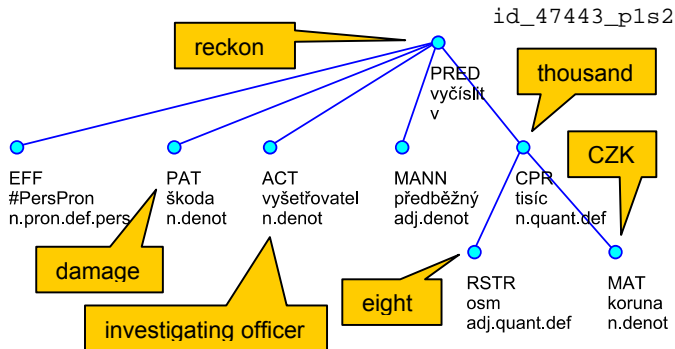 id_47443_p1s2
reckon
PRED
vyčíslit
v
thousand
CZK
EFF
#PersPron
n.pron.def.pers
PAT
škoda
n.denot
ACT
vyšetřovatel
n.denot
MANN
předběžný
adj.denot
CPR
tisíc
n.quant.def
damage
investigating officer
eight
RSTR
osm
adj.quant.def
MAT
koruna
n.denot